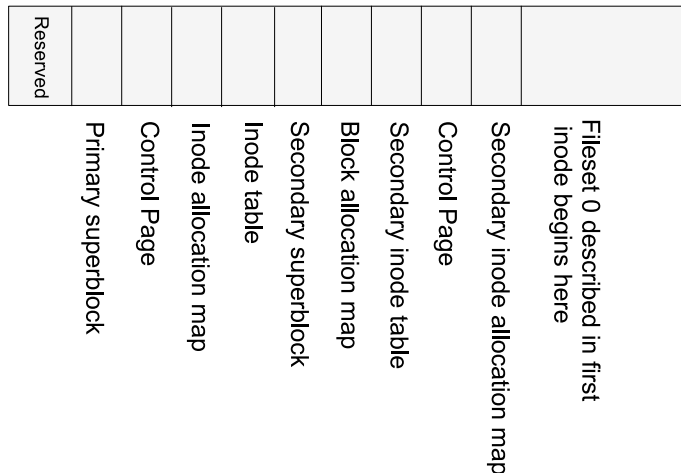 Reserved
Primary superblock
Control Page
Inode allocation map
Inode table
Secondary superblock
Block allocation map
Secondary inode table
Control Page
Secondary inode allocation map
Fileset 0 described in first
inode begins here